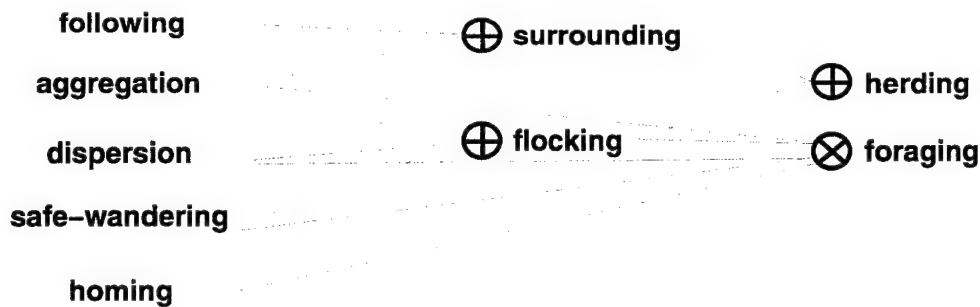 following
aggregation
dispersion
safe–wandering
homing
surrounding
flocking
herding
foraging